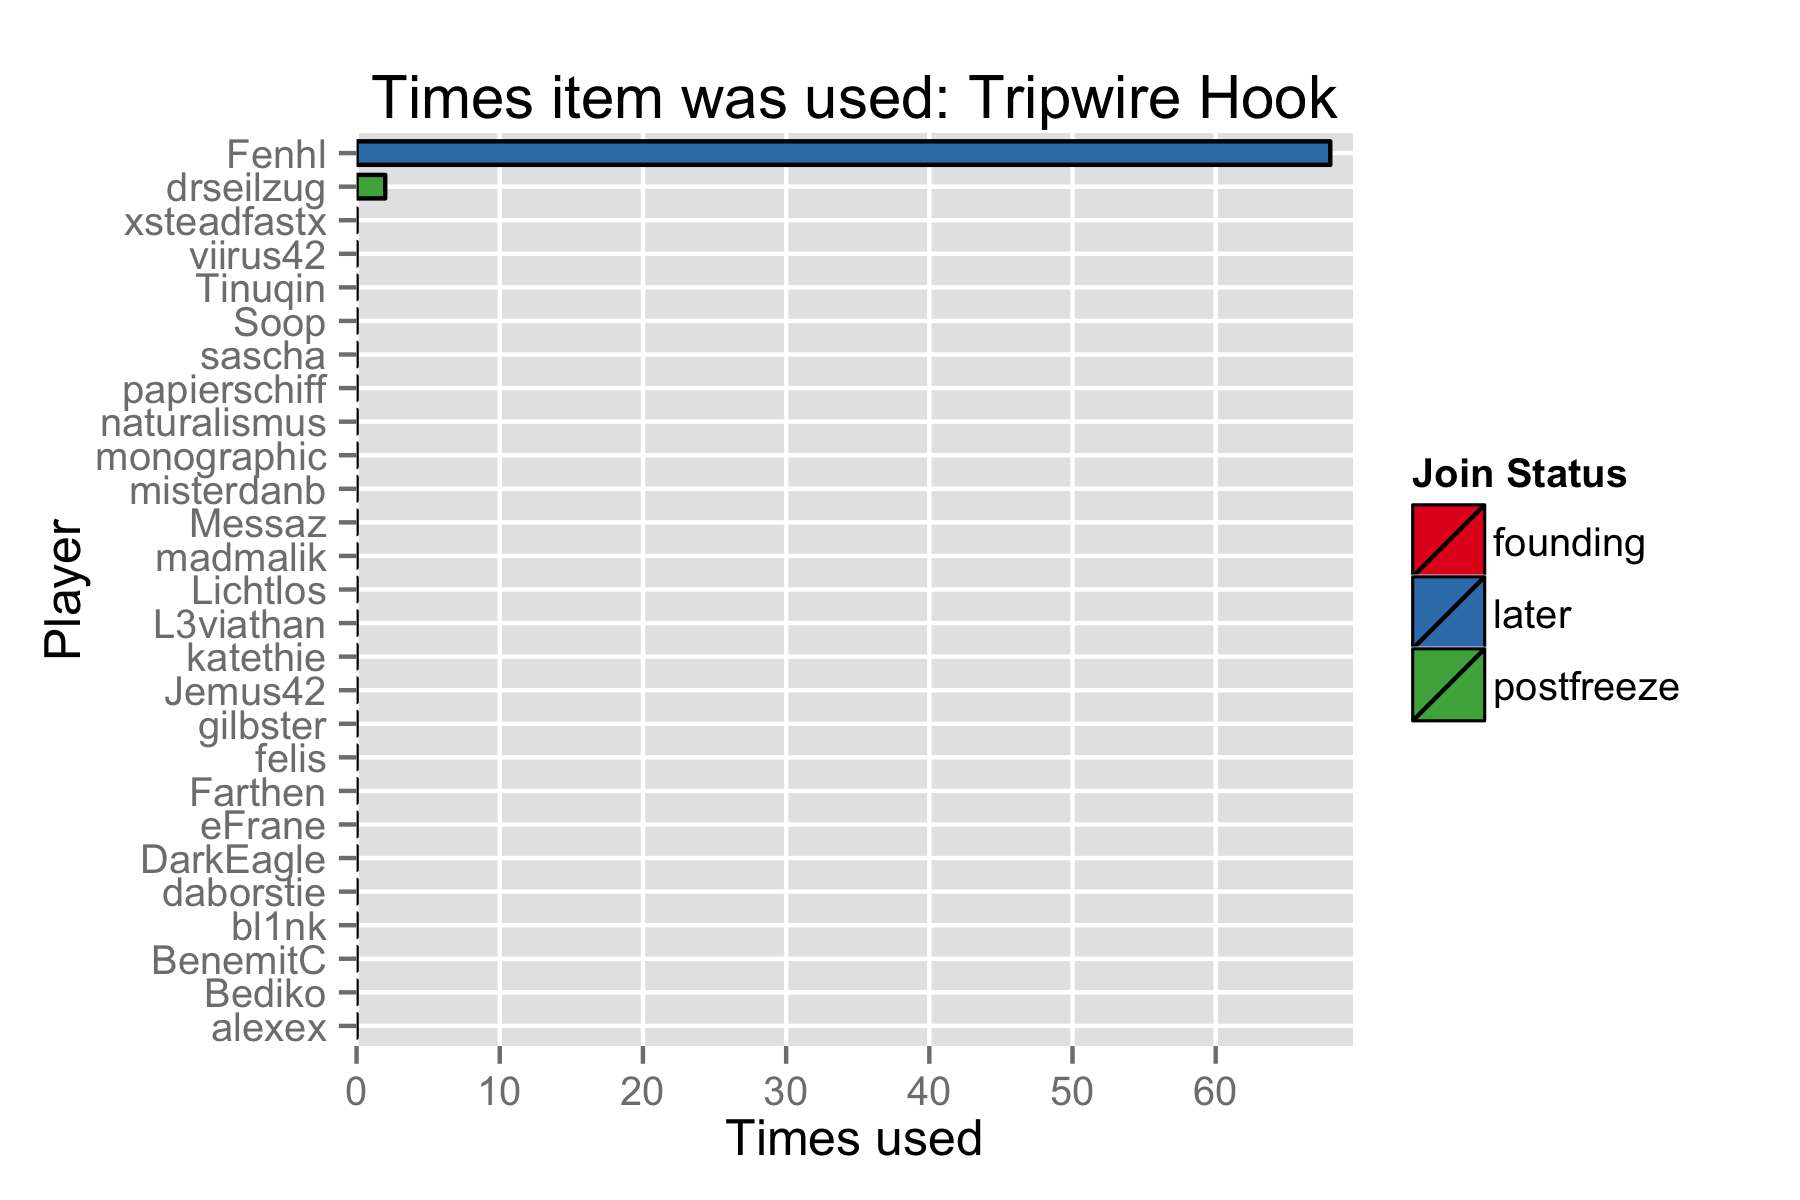 Times item was used: Tripwire Hook
Fenhl
drseilzug
xsteadfastx
viirus42
Tinuqin
Soop
sascha
papierschiff
naturalismus
monographic
misterdanb
Messaz
madmalik
Lichtlos
L3viathan
katethie
Jemus42
gilbster
felis
Farthen
eFrane
DarkEagle
daborstie
bl1nk
BenemitC
Bediko
alexex
Player
0 10 20 30 40 50 60
Times used
Join Status
founding
later
postfreeze